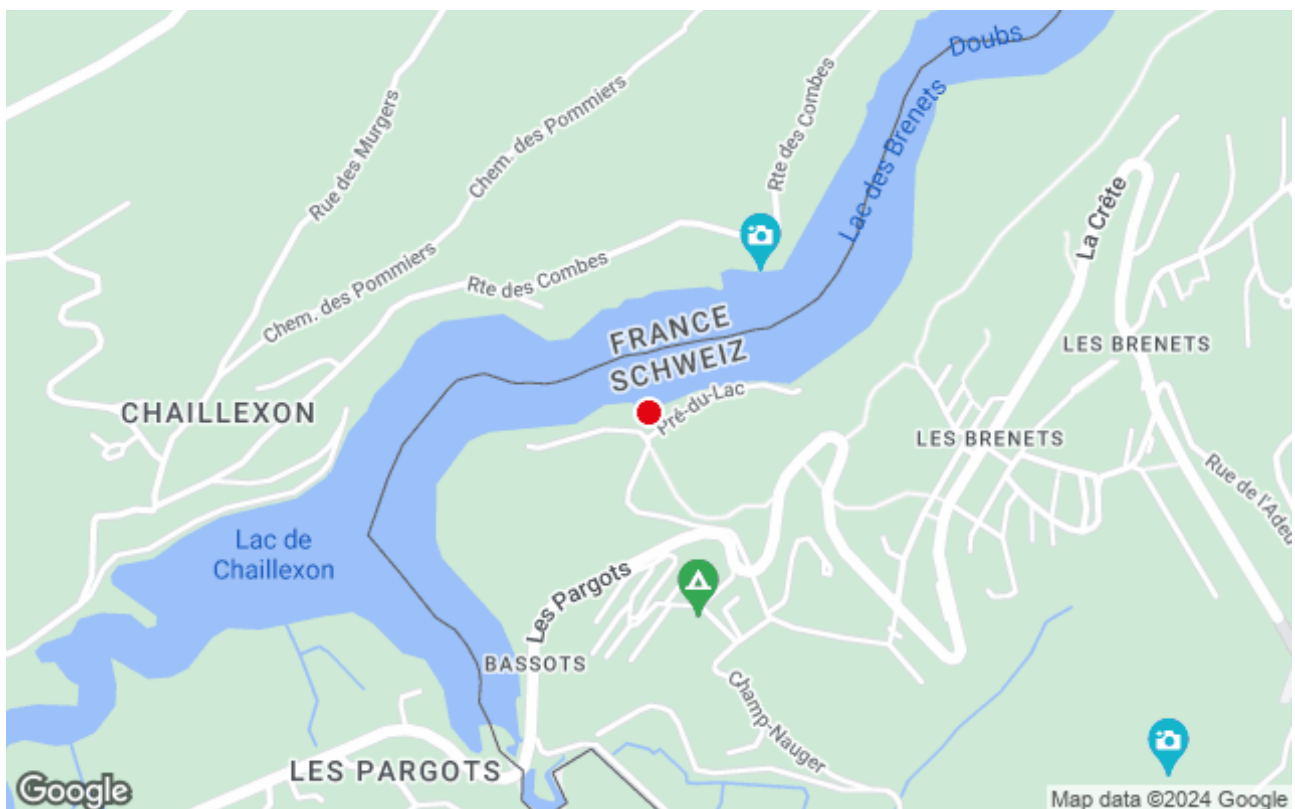 Doubs
Lac des Brenets
Rue des Murgers
Chem. des Pommiers
Rte des Combes
La Crête
Chem. des Pommiers
Rte des Combes
FRANCE
SCHWEIZ
LES BRENETS
Pré-du-Lac
CHAILLEXON
LES BRENETS
Rue de l'Adeu
Lac de
Chaillexon
Les Pargots
BASSOTS
Champ-Nauger
LES PARGOTS
Google
Map data ©2024 Google